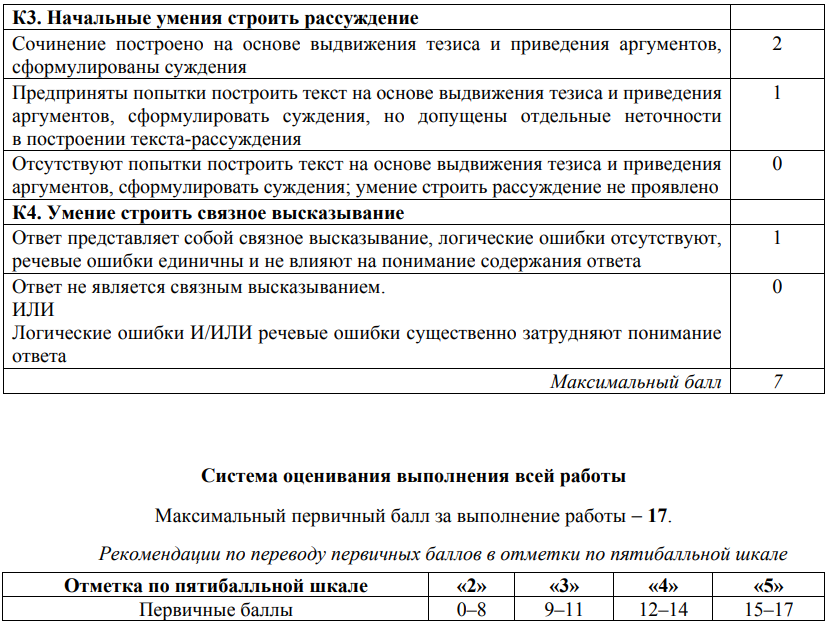 К3. Начальные умения строить рассуждение
Сочинение построено на основе выдвижения тезиса и приведения аргументов, 2
сформулированы суждения
Предприняты попытки построить текст на основе выдвижения тезиса и приведения 1
аргументов, сформулировать суждения, но допущены отдельные неточности
в построении текста-рассуждения
Отсутствуют попытки построить текст на основе выдвижения тезиса и приведения 0
аргументов, сформулировать суждения; умение строить рассуждение не проявлено
К4. Умение строить связное высказывание
Ответ представляет собой связное высказывание, логические ошибки отсутствуют, 1
речевые ошибки единичны и не влияют на понимание содержания ответа
Ответ не является связным высказыванием. 0
ИЛИ
Логические ошибки И/ИЛИ речевые ошибки существенно затрудняют понимание
ответа
Максимальный балл 7
Система оценивания выполнения всей работы
Максимальный первичный балл за выполнение работы – 17.
Рекомендации по переводу первичных баллов в отметки по пятибалльной шкале
Отметка по пятибалльной шкале «2» «3» «4» «5»
Первичные баллы 0–8 9–11 12–14 15–17